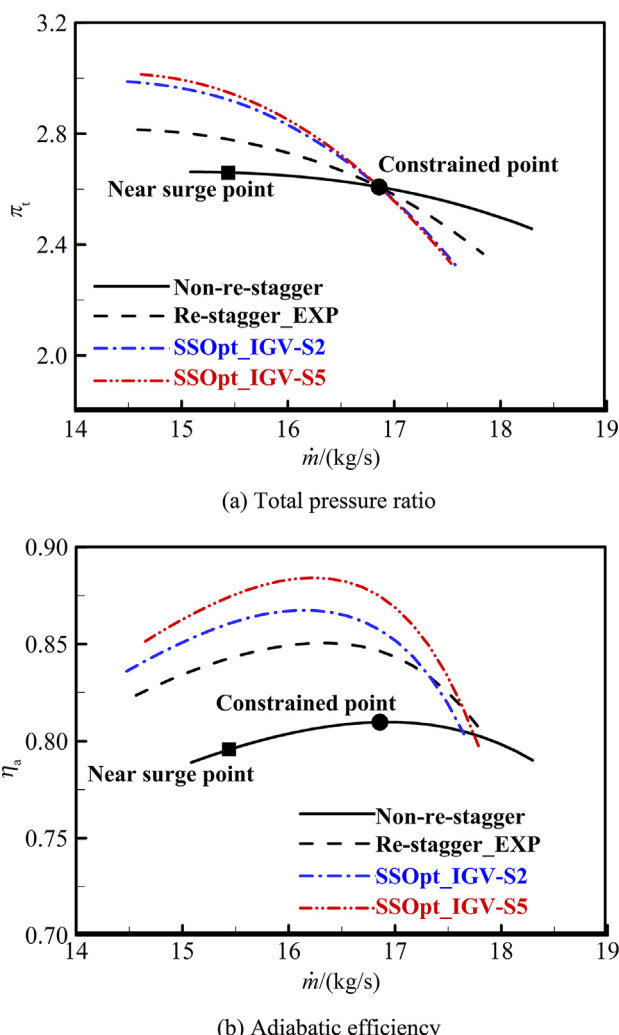 3.2
2.8
2.4
2.0
πt
Constrained point
Near surge point
Non-re-stagger
Re-stagger_EXP
SSOpt_IGV-S2
SSOpt_IGV-S5
14 15 16 17 18 19
ṁ/(kg/s)
(a) Total pressure ratio
0.90
0.85
0.80
0.75
0.70
ηa
Constrained point
Near surge point
Non-re-stagger
Re-stagger_EXP
SSOpt_IGV-S2
SSOpt_IGV-S5
14 15 16 17 18 19
ṁ/(kg/s)
(b) Adiabatic efficiency